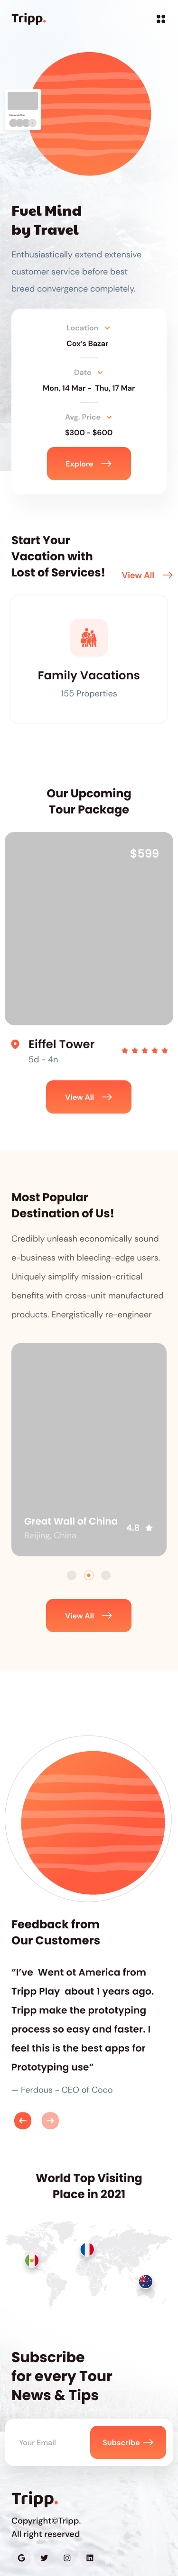 Tripp.
Fuel Mind
by Travel
Enthusiastically extend extensive
customer service before best
breed convergence completely.
Location
Cox's Bazar
Date
Mon, 14 Mar - Thu, 17 Mar
Avg. Price
$300 - $600
Explore
Start Your
Vacation with
Lost of Services!
View All
Family Vacations
155 Properties
Our Upcoming
Tour Package
$599
Eiffel Tower
5d - 4n
View All
Most Popular
Destination of Us!
Credibly unleash economically sound
e-business with bleeding-edge users.
Uniquely simplify mission-critical
benefits with cross-unit manufactured
products. Energistically re-engineer
Great Wall of China
4.8
Beijing, China
View All
Feedback from
Our Customers
“I’ve Went ot America from
Tripp Play about 1 years ago.
Tripp make the prototyping
process so easy and faster. I
feel this is the best apps for
Prototyping use”
— Ferdous - CEO of Coco
World Top Visiting
Place in 2021
Subscribe
for every Tour
News & Tips
Your Email
Subscribe
Tripp.
Copyright©Tripp.
All right reserved